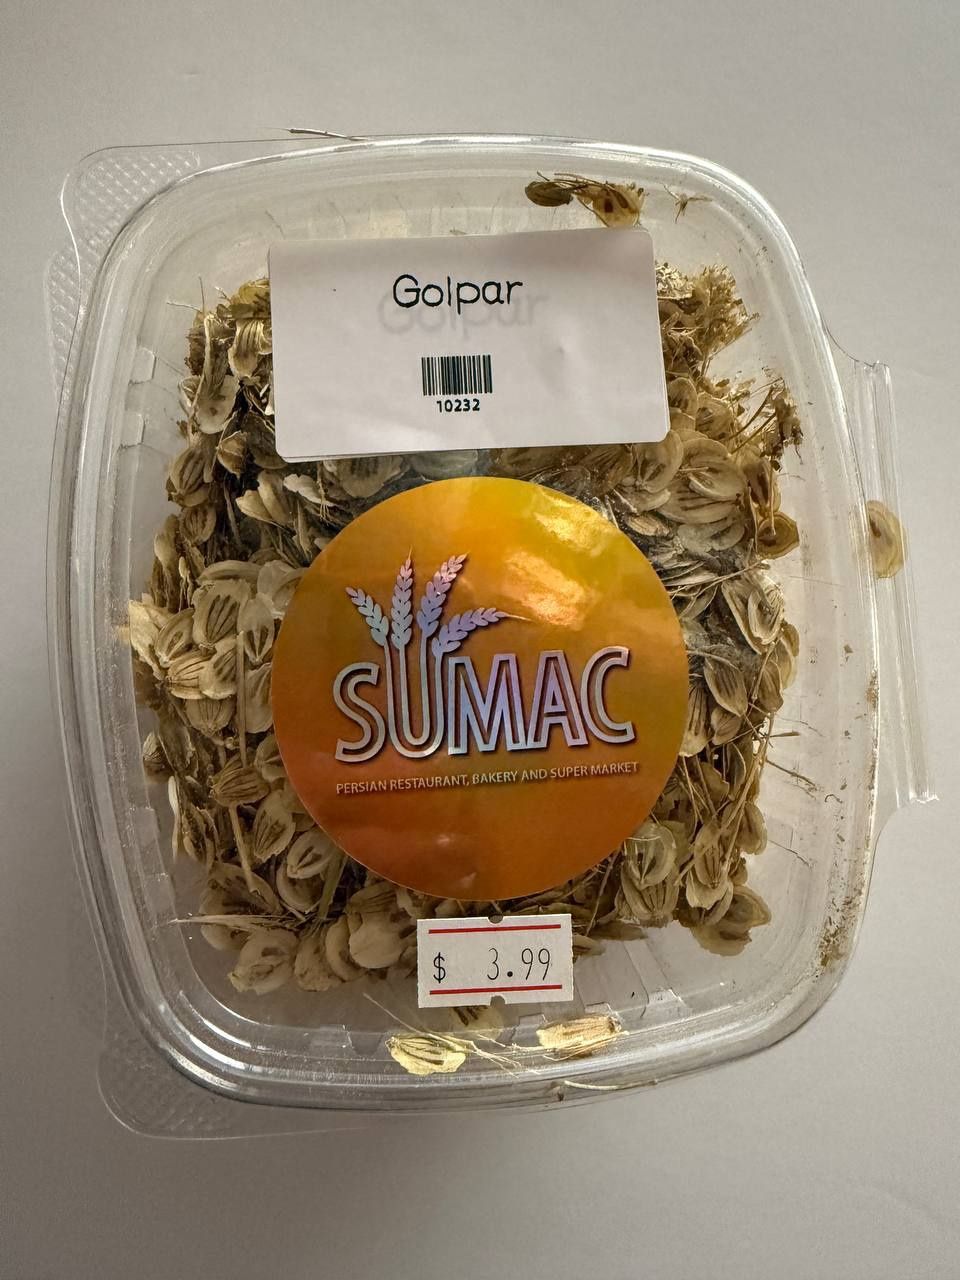 Golpar
10232
SUMAC
PERSIAN RESTAURANT, BAKERY AND SUPER MARKET
$ 3.99